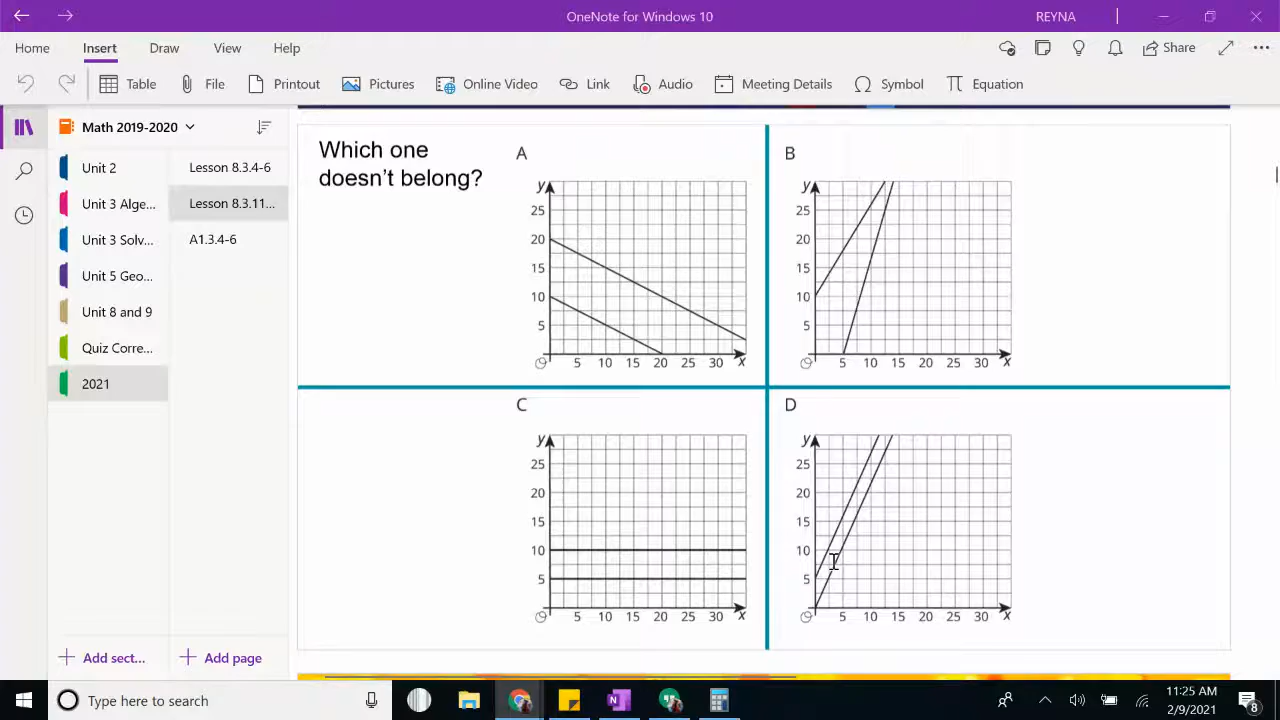 OneNote for Windows 10
REYNA
Home Insert Draw View Help
Share
Table File Printout Pictures Online Video Link Audio Meeting Details Symbol Equation
Math 2019-2020
Unit 2
Unit 3 Alge...
Unit 3 Solv...
Unit 5 Geo...
Unit 8 and 9
Quiz Corre...
2021
Lesson 8.3.4-6
Lesson 8.3.11...
A1.3.4-6
Add sect...
Add page
Which one
doesn't belong?
A
y
25
20
15
10
5
O 5 10 15 20 25 30 x
B
y
25
20
15
10
5
O 5 10 15 20 25 30 x
C
y
25
20
15
10
5
O 5 10 15 20 25 30 x
D
y
25
20
15
10
5
O 5 10 15 20 25 30 x
Type here to search
11:25 AM
2/9/2021
8